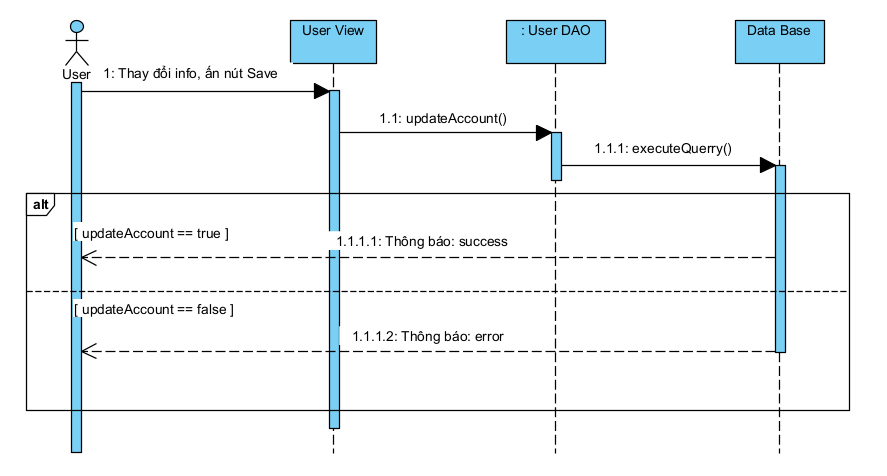 User View
: User DAO
Data Base
User
1: Thay đổi info, ấn nút Save
1.1: updateAccount()
1.1.1: executeQuerry()
alt
[ updateAccount == true ]
1.1.1.1: Thông báo: success
[ updateAccount == false ]
1.1.1.2: Thông báo: error